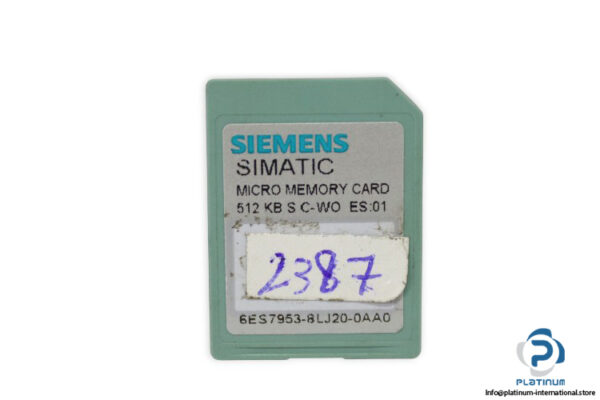 SIEMENS
SIMATIC
MICRO MEMORY CARD
512 KB S C-WO ES:01
2387
6ES7953-8LJ20-0AA0
PLATINUM
Info@platinum-international.store